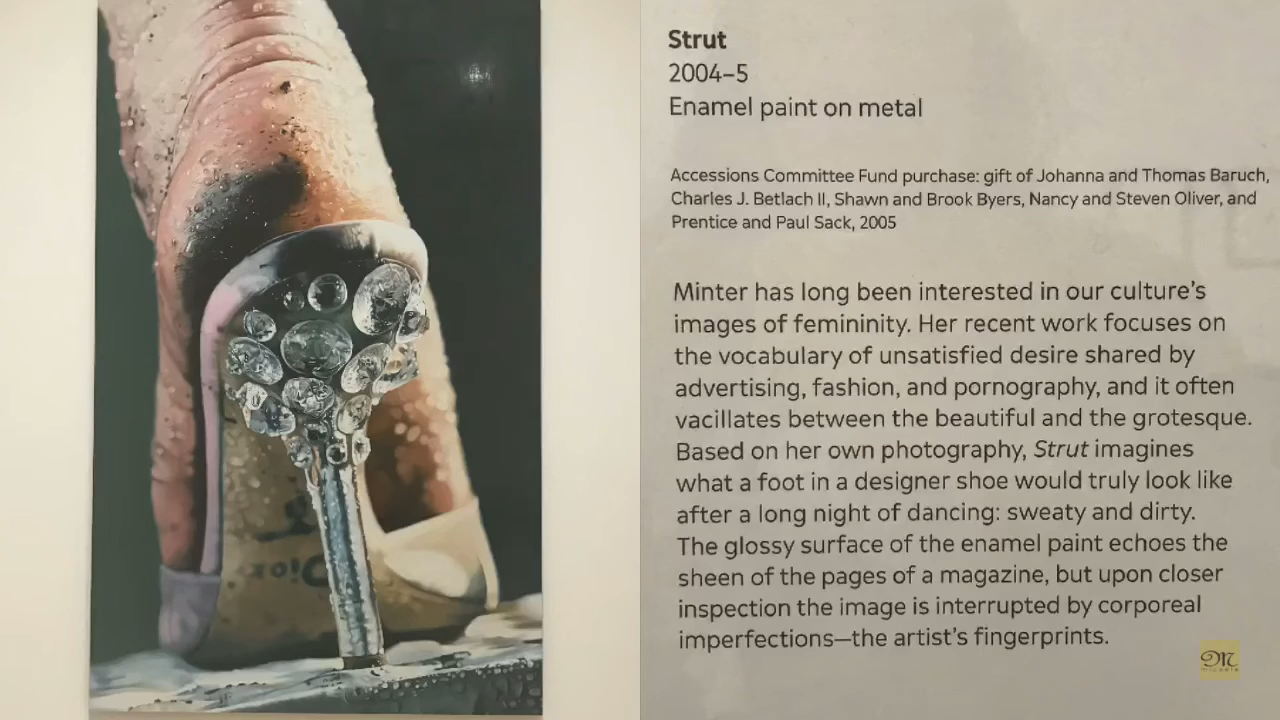 Dior
Strut
2004–5
Enamel paint on metal
Accessions Committee Fund purchase: gift of Johanna and Thomas Baruch,
Charles J. Betlach II, Shawn and Brook Byers, Nancy and Steven Oliver, and
Prentice and Paul Sack, 2005
Minter has long been interested in our culture's
images of femininity. Her recent work focuses on
the vocabulary of unsatisfied desire shared by
advertising, fashion, and pornography, and it often
vacillates between the beautiful and the grotesque.
Based on her own photography, Strut imagines
what a foot in a designer shoe would truly look like
after a long night of dancing: sweaty and dirty.
The glossy surface of the enamel paint echoes the
sheen of the pages of a magazine, but upon closer
inspection the image is interrupted by corporeal
imperfections—the artist's fingerprints.